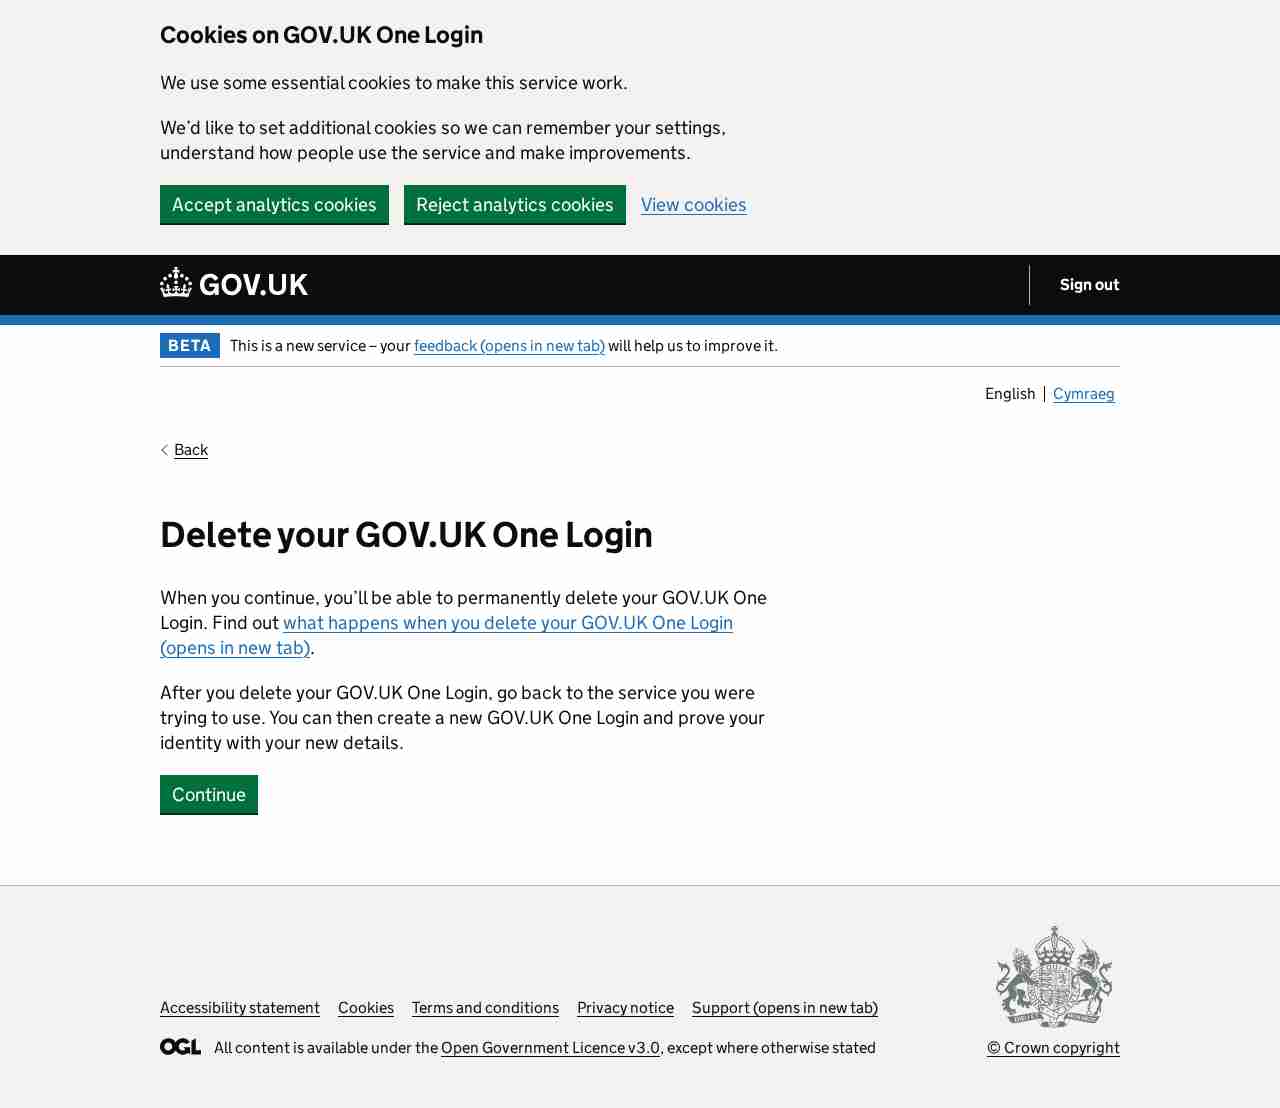 Cookies on GOV.UK One Login
We use some essential cookies to make this service work.
We’d like to set additional cookies so we can remember your settings,
understand how people use the service and make improvements.
Accept analytics cookies Reject analytics cookies View cookies
GOV.UK Sign out
BETA This is a new service – your feedback (opens in new tab) will help us to improve it.
English Cymraeg
Back
Delete your GOV.UK One Login
When you continue, you’ll be able to permanently delete your GOV.UK One
Login. Find out what happens when you delete your GOV.UK One Login
(opens in new tab).
After you delete your GOV.UK One Login, go back to the service you were
trying to use. You can then create a new GOV.UK One Login and prove your
identity with your new details.
Continue
Accessibility statement Cookies Terms and conditions Privacy notice Support (opens in new tab)
OGL All content is available under the Open Government Licence v3.0, except where otherwise stated
© Crown copyright